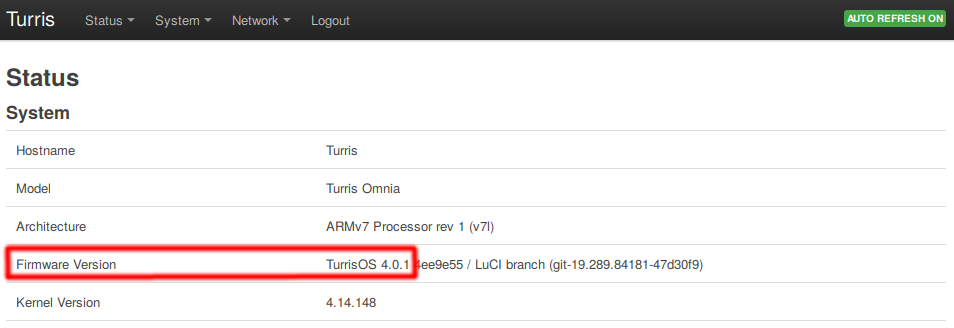 Turris Status System Network Logout AUTO REFRESH ON
Status
System
Hostname Turris
Model Turris Omnia
Architecture ARMv7 Processor rev 1 (v7l)
Firmware Version TurrisOS 4.0.1 4ee9e55 / LuCI branch (git-19.289.84181-47d30f9)
Kernel Version 4.14.148